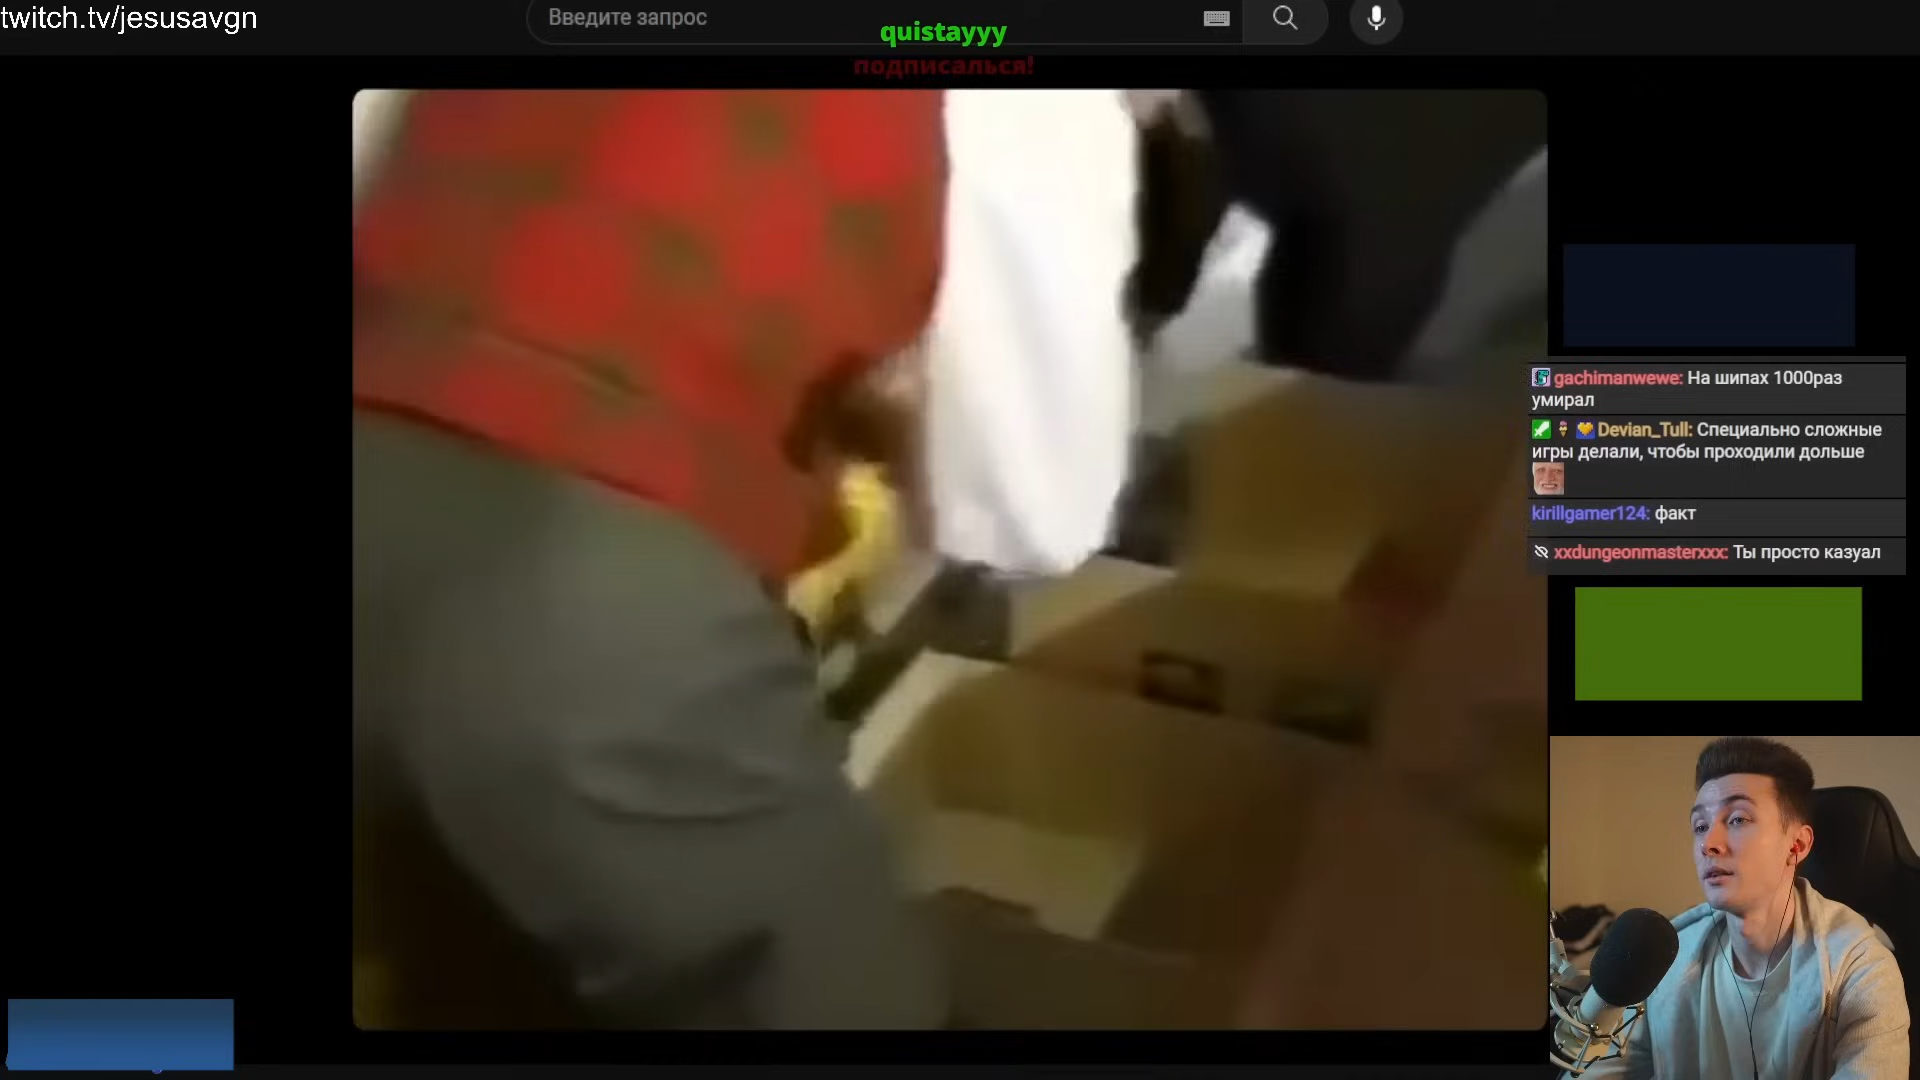 twitch.tv/jesusavgn
Введите запрос
quistayyy
подписалься!
gachimanwewe: На шипах 1000раз
умирал
Devian_Tull: Специально сложные
игры делали, чтобы проходили дольше
kirillgamer124: факт
xxdungeonmasterxxx: Ты просто казуал